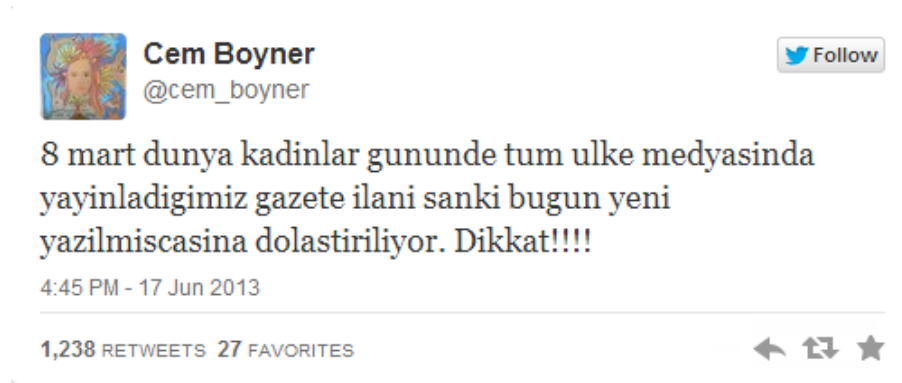 Cem Boyner
@cem_boyner
Follow
8 mart dunya kadinlar gununde tum ulke medyasinda
yayinladigimiz gazete ilani sanki bugun yeni
yazilmiscasina dolastiriliyor. Dikkat!!!!
4:45 PM - 17 Jun 2013
1,238 RETWEETS 27 FAVORITES